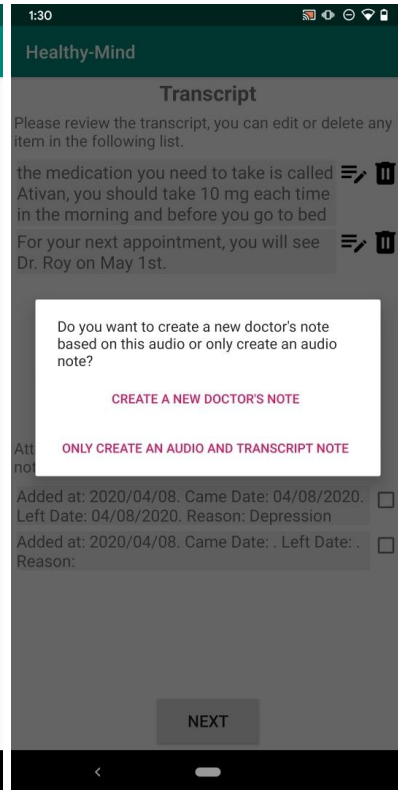 1:30
Healthy-Mind
Transcript
Please review the transcript, you can edit or delete any
item in the following list.
the medication you need to take is called
Ativan, you should take 10 mg each time
in the morning and before you go to bed
For your next appointment, you will see
Dr. Roy on May 1st.
Do you want to create a new doctor's note
based on this audio or only create an audio
note?
CREATE A NEW DOCTOR'S NOTE
ONLY CREATE AN AUDIO AND TRANSCRIPT NOTE
Added at: 2020/04/08. Came Date: 04/08/2020.
Left Date: 04/08/2020. Reason: Depression
Added at: 2020/04/08. Came Date: . Left Date: .
Reason:
NEXT